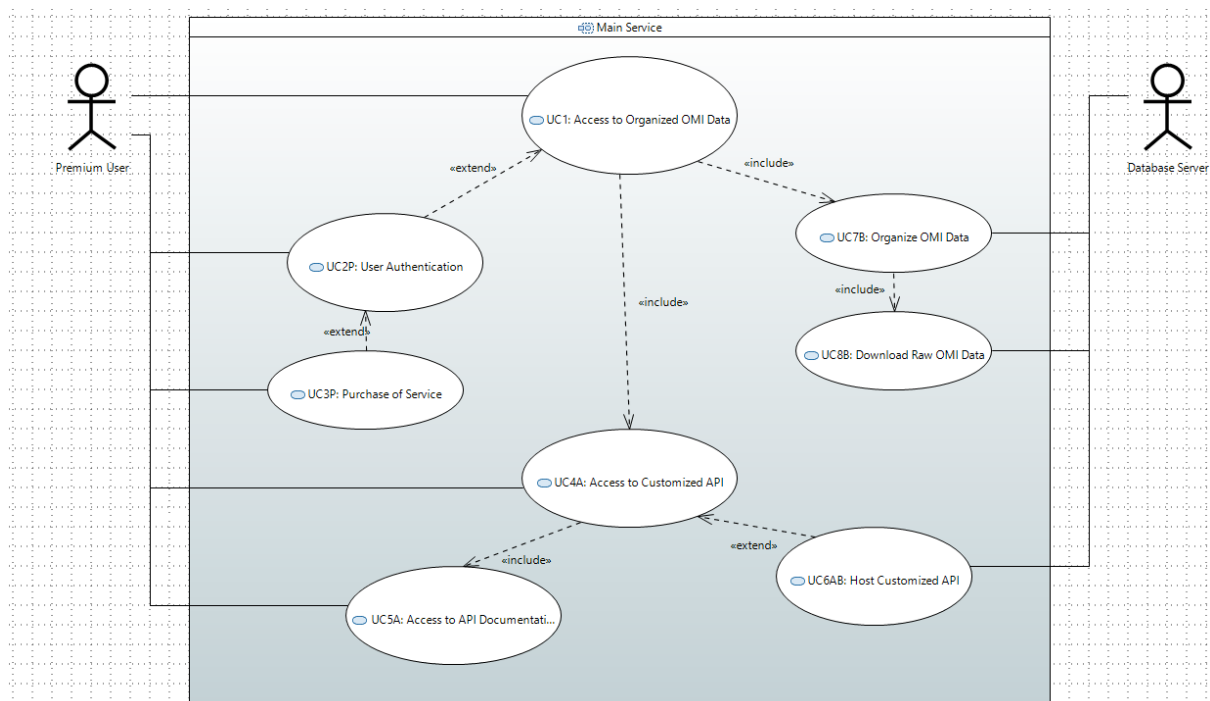 Main Service
UC1: Access to Organized OMI Data
Premium User
Database Server
«extend»
«include»
UC7B: Organize OMI Data
UC2P: User Authentication
«include»
«include»
«extend»
UC8B: Download Raw OMI Data
UC3P: Purchase of Service
UC4A: Access to Customized API
«extend»
«include»
UC6AB: Host Customized API
UC5A: Access to API Documentati...